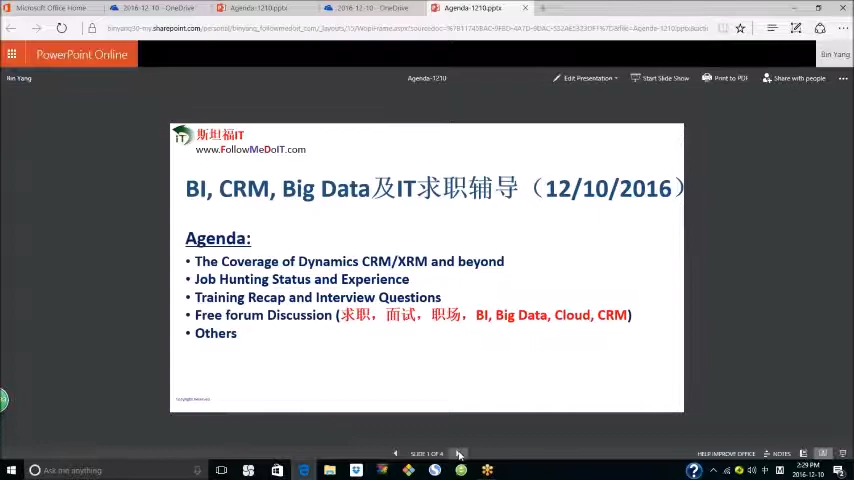 Microsoft Office Home
2016-12-10 - OneDrive
Agenda-1210.pptx
2016-12-10 - OneDrive
Agenda-1210.pptx
PowerPoint Online
Bin Yang
Bin Yang
Agenda-1210
Edit Presentation
Start Slide Show
Print to PDF
Share with people
斯坦福IT
www.FollowMeDoIT.com
BI, CRM, Big Data及IT求职辅导（12/10/2016）
Agenda:
• The Coverage of Dynamics CRM/XRM and beyond
• Job Hunting Status and Experience
• Training Recap and Interview Questions
• Free forum Discussion (求职，面试，职场，BI, Big Data, Cloud, CRM)
• Others
SLIDE 1 OF 4
HELP IMPROVE OFFICE
NOTES
Ask me anything
中
2:29 PM
2016-12-10